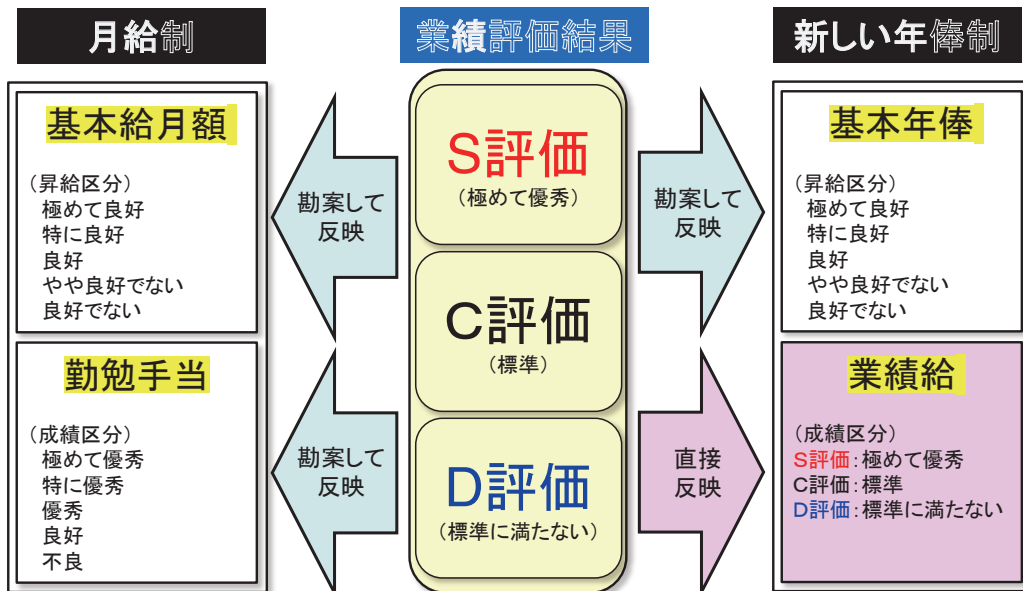 月給制
業績評価結果
新しい年俸制
基本給月額
（昇給区分）
極めて良好
特に良好
良好
やや良好でない
良好でない
勤勉手当
（成績区分）
極めて優秀
特に優秀
優秀
良好
不良
勘案して
反映
勘案して
反映
S評価
（極めて優秀）
C評価
（標準）
D評価
（標準に満たない）
勘案して
反映
直接
反映
基本年俸
（昇給区分）
極めて良好
特に良好
良好
やや良好でない
良好でない
業績給
（成績区分）
S評価：極めて優秀
C評価：標準
D評価：標準に満たない